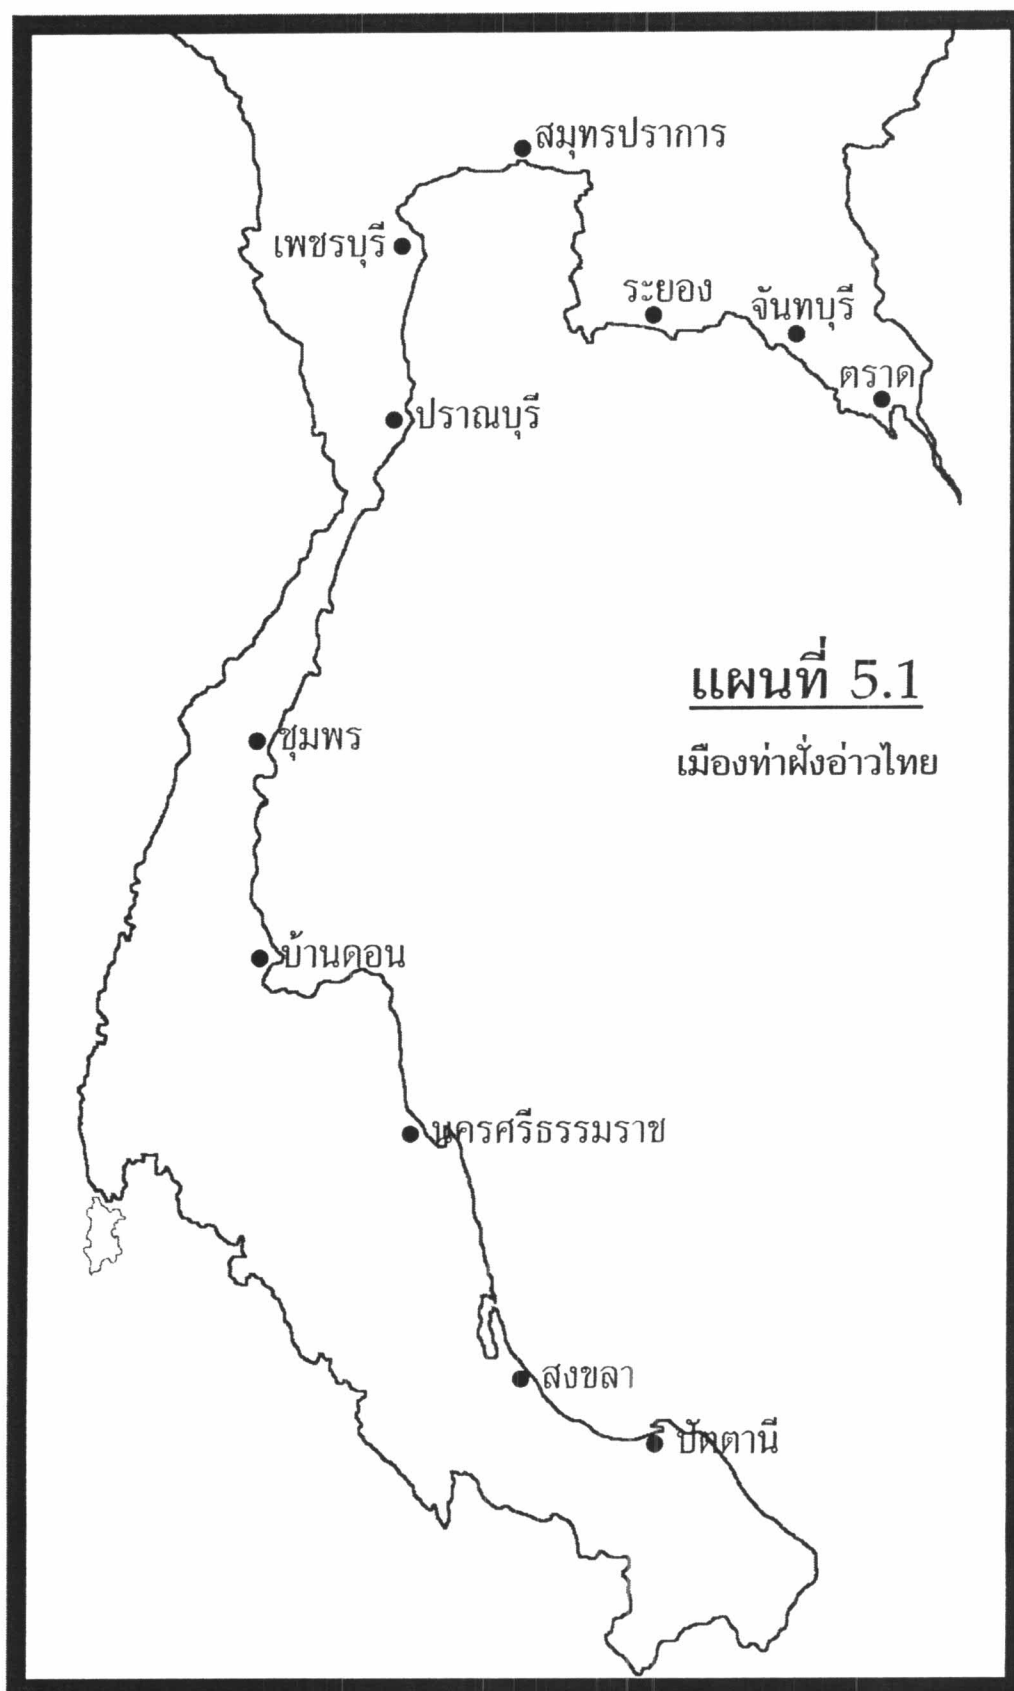 สมุทรปราการ
เพชรบุรี
ระยอง
จันทบุรี
ตราด
ปราณบุรี
แผนที่ 5.1
ชุมพร
เมืองท่าฝั่งอ่าวไทย
บ้านดอน
นครศรีธรรมราช
สงขลา
ปัตตานี